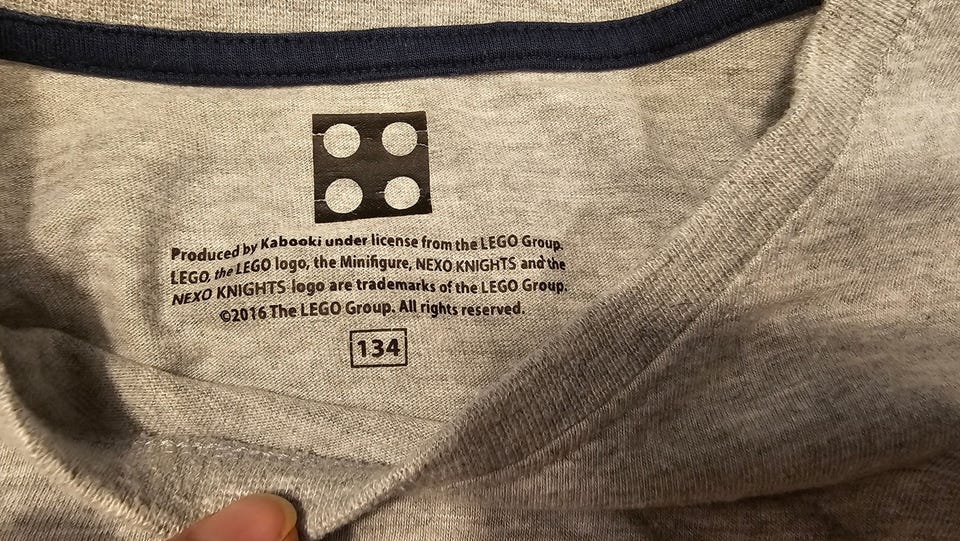 Produced by Kabooki under license from the LEGO Group.
LEGO, the LEGO logo, the Minifigure, NEXO KNIGHTS and the
NEXO KNIGHTS logo are trademarks of the LEGO Group.
©2016 The LEGO Group. All rights reserved.
134